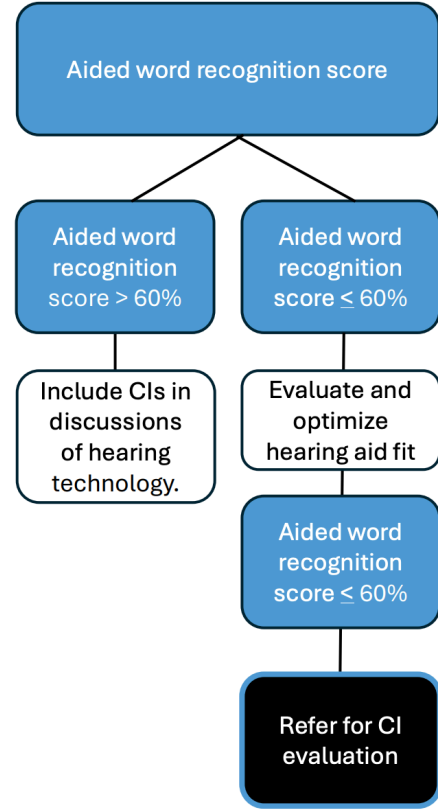 Aided word recognition score
Aided word
recognition
score > 60%
Aided word
recognition
score ≤ 60%
Include CIs in
discussions
of hearing
technology.
Evaluate and
optimize
hearing aid fit
Aided word
recognition
score ≤ 60%
Refer for CI
evaluation